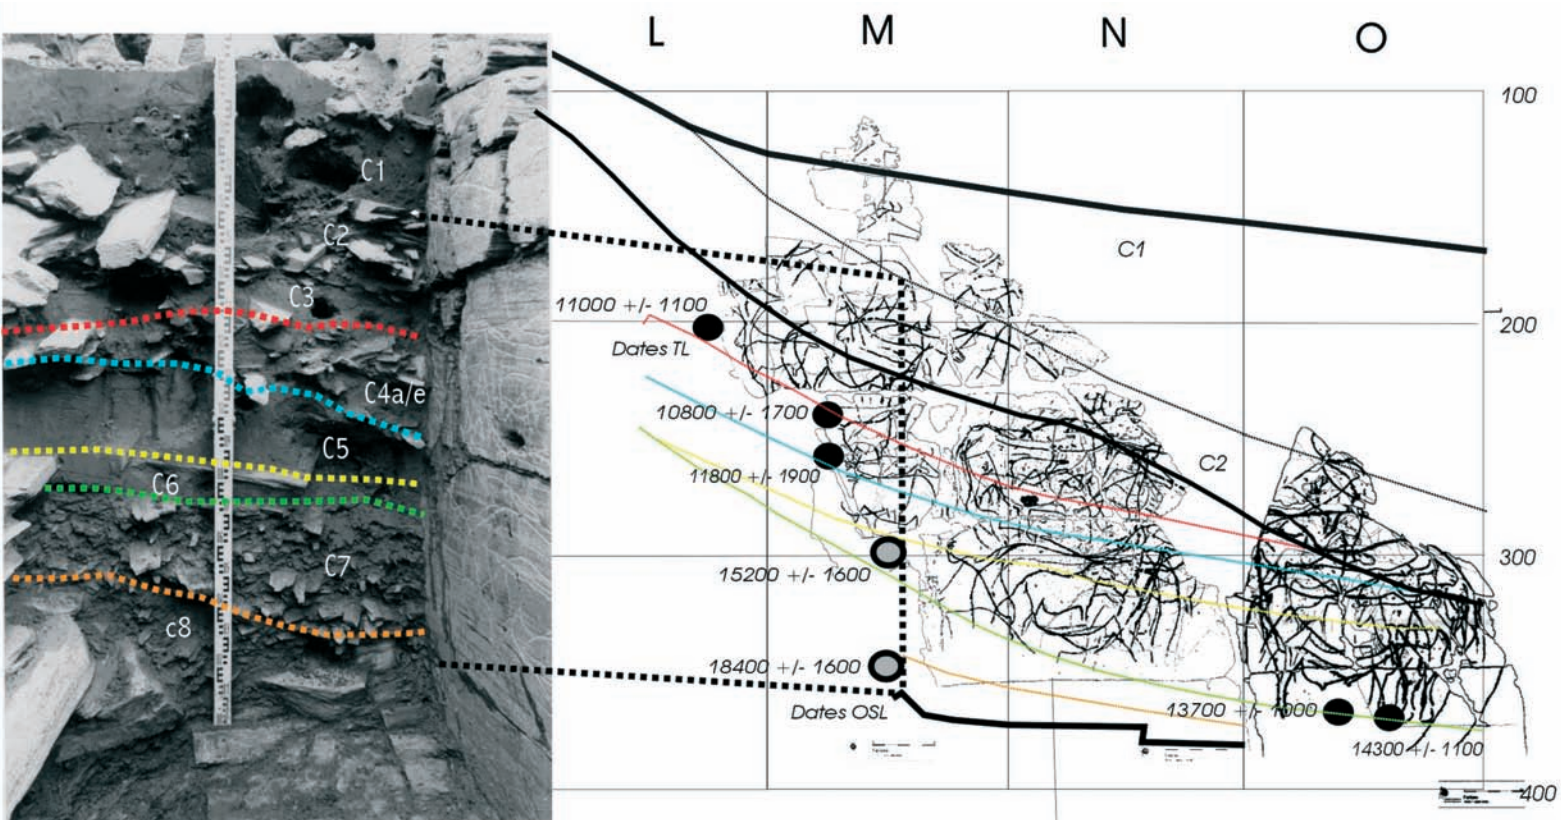 L M N O
100
C1
C2
C1
C3
11000 +/- 1100
200
Dates TL
C4a/e
10800 +/- 1700
C5
C2
11800 +/- 1900
C6
300
C7
15200 +/- 1600
c8
18400 +/- 1600
Dates OSL
13700 +/- 1000
14300 +/- 1100
400